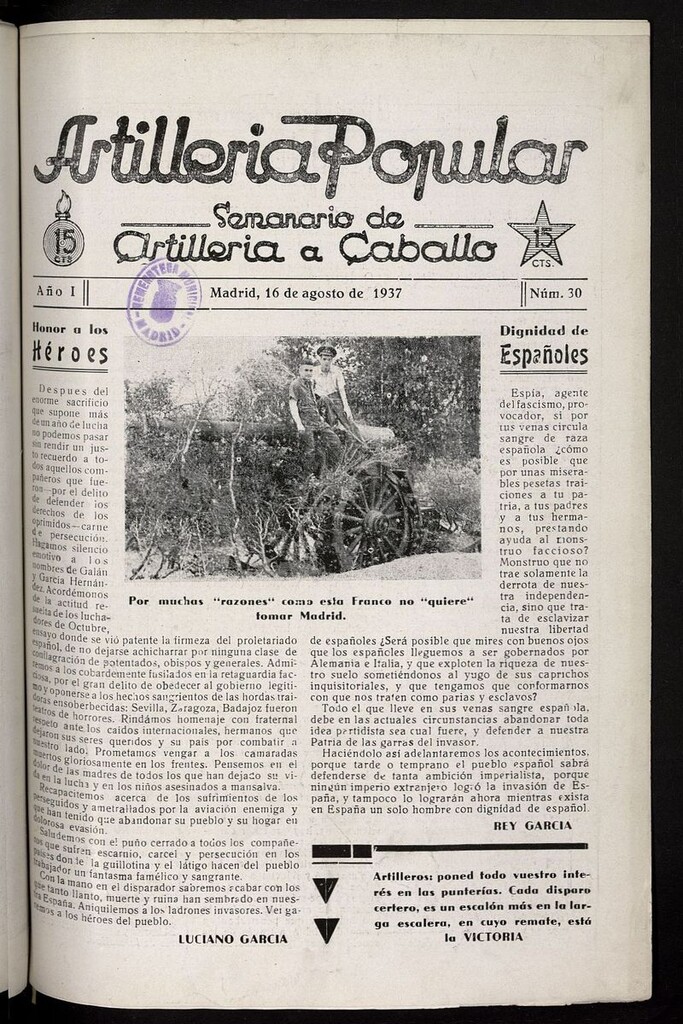 Artilleria Popular
15
CTS
Semanario de
Artilleria a Caballo
15
CTS.
Año I
Madrid, 16 de agosto de 1937
Núm. 30
HEMEROTECA MUNICIPAL
MADRID
Honor a los
Héroes
Despues del
enorme sacrificio
que supone más
de un año de lucha
no podemos pasar
sin rendir un jus-
to recuerdo a to-
dos aquellos com-
pañeros que fue-
ron—por el delito
de defender los
derechos de los
oprimidos—carne
de persecución.
Hagamos silencio
emotivo a los
nombres de Galán
y García Hernán-
dez. Acordémonos
de la actitud re-
suelta de los lucha-
dores de Octubre,
ensayo donde se vió patente la firmeza del proletariado
español, de no dejarse achicharrar por ninguna clase de
conflagración de potentados, obispos y generales. Admi-
remos a los cobardemente fusilados en la retaguardia fac-
ciosa, por el gran delito de obedecer al gobierno legíti-
mo y oponerse a los hechos sangrientos de las hordas trai-
doras ensoberbecidas: Sevilla, Zaragoza, Badajoz fueron
teatros de horrores. Rindámos homenaje con fraternal
respeto ante los caidos internacionales, hermanos que
dejaron sus seres queridos y su país por combatir a
nuestro lado. Prometamos vengar a los camaradas
muertos gloriosamente en los frentes. Pensemos en el
dolor de las madres de todos los que han dejado su vi-
da en la lucha y en los niños asesinados a mansalva.
Recapacitemos acerca de los sufrimientos de los
perseguidos y ametrallados por la aviación enemiga y
que han tenido que abandonar su pueblo y su hogar en
dolorosa evasión.
Saludemos con el puño cerrado a todos los compañe-
ros que sufren escarnio, carcel y persecución en los
países donde la guillotina y el látigo hacen del pueblo
trabajador un fantasma famélico y sangrante.
Con la mano en el disparador sabremos acabar con los
que tanto llanto, muerte y ruina han sembrado en nues-
tra España. Aniquilemos a los ladrones invasores. Ver ga-
remos a los héroes del pueblo.
LUCIANO GARCIA
Por muchas "razones" como esta Franco no "quiere"
tomar Madrid.
Dignidad de
Españoles
Espía, agente
del fascismo, pro-
vocador, si por
tus venas circula
sangre de raza
española ¿cómo
es posible que
por unas misera-
bles pesetas trai-
ciones a tu pa-
tria, a tus padres
y a tus herma-
nos, prestando
ayuda al mons-
truo faccioso?
Monstruo que no
trae solamente la
derrota de nues-
tra independen-
cia, sino que tra-
ta de esclavizar
nuestra libertad
de españoles ¿Será posible que mires con buenos ojos
que los españoles lleguemos a ser gobernados por
Alemania e Italia, y que exploten la riqueza de nues-
tro suelo sometiéndonos al yugo de sus caprichos
inquisitoriales, y que tengamos que conformarnos
con que nos traten como parias y esclavos?
Todo el que lleve en sus venas sangre española,
debe en las actuales circunstancias abandonar toda
idea partidista sea cual fuere, y defender a nuestra
Patria de las garras del invasor.
Haciéndolo así adelantaremos los acontecimientos,
porque tarde o temprano el pueblo español sabrá
defenderse de tanta ambición imperialista, porque
ningún imperio extranjero logró la invasión de Es-
paña, y tampoco lo lograrán ahora mientras exista
en España un solo hombre con dignidad de español.
REY GARCIA
Artilleros: poned todo vuestro inte-
rés en las punterías. Cada disparo
certero, es un escalón más en la lar-
ga escalera, en cuyo remate, está
la VICTORIA